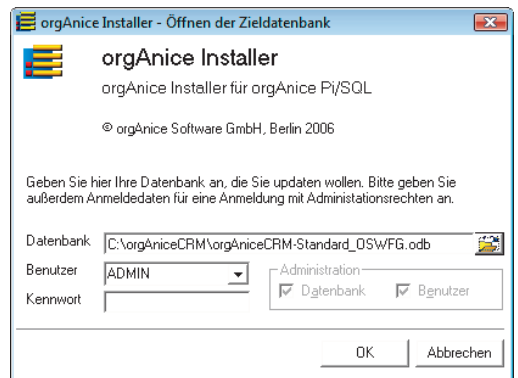 orgAnice Installer - Öffnen der Zieldatenbank
orgAnice Installer
orgAnice Installer für orgAnice Pi/SQL
© orgAnice Software GmbH, Berlin 2006
Geben Sie hier Ihre Datenbank an, die Sie updaten wollen. Bitte geben Sie
außerdem Anmeldedaten für eine Anmeldung mit Administationsrechten an.
Datenbank C:\orgAniceCRM\orgAniceCRM-Standard_OSWFG.odb
Benutzer ADMIN
Administration
Kennwort
Datenbank Benutzer
OK Abbrechen